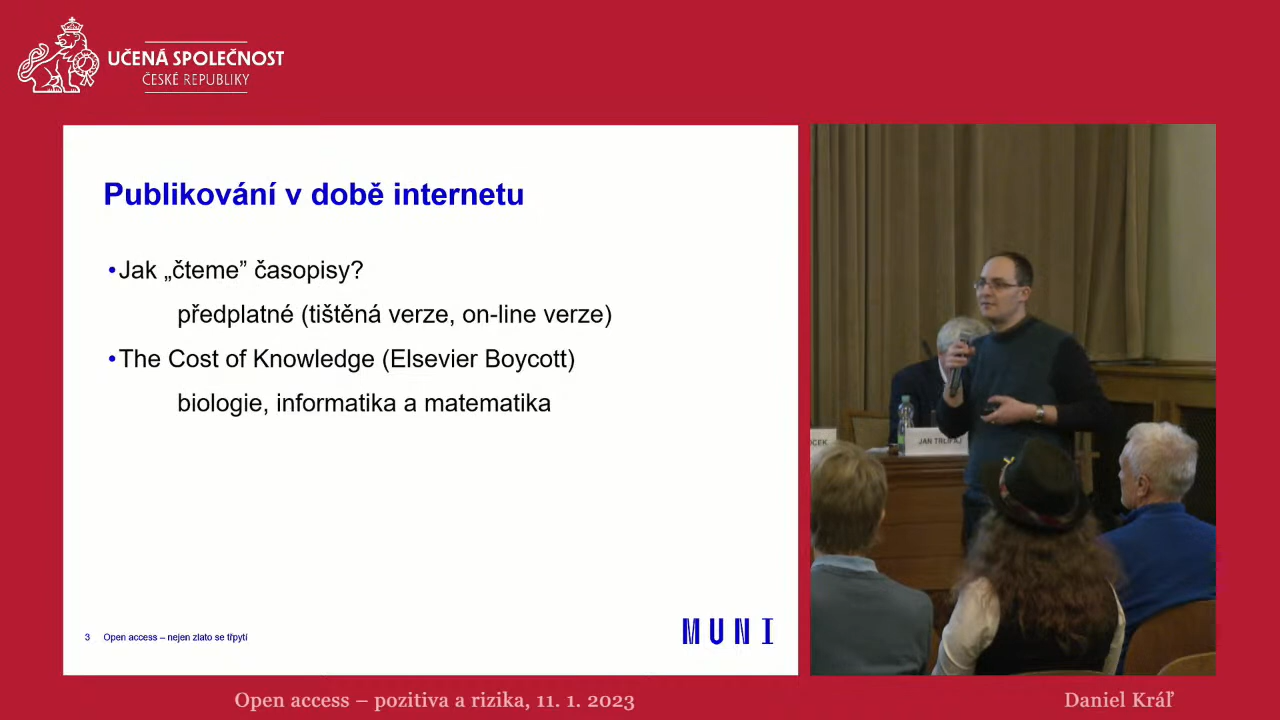 UČENÁ SPOLEČNOST
ČESKÉ REPUBLIKY
Publikování v době internetu
•Jak „čteme” časopisy?
předplatné (tištěná verze, on-line verze)
•The Cost of Knowledge (Elsevier Boycott)
biologie, informatika a matematika
3 Open access – nejen zlato se třpytí
MUNI
JAN TRLIFAJ
Open access – pozitiva a rizika, 11. 1. 2023
Daniel Kráľ